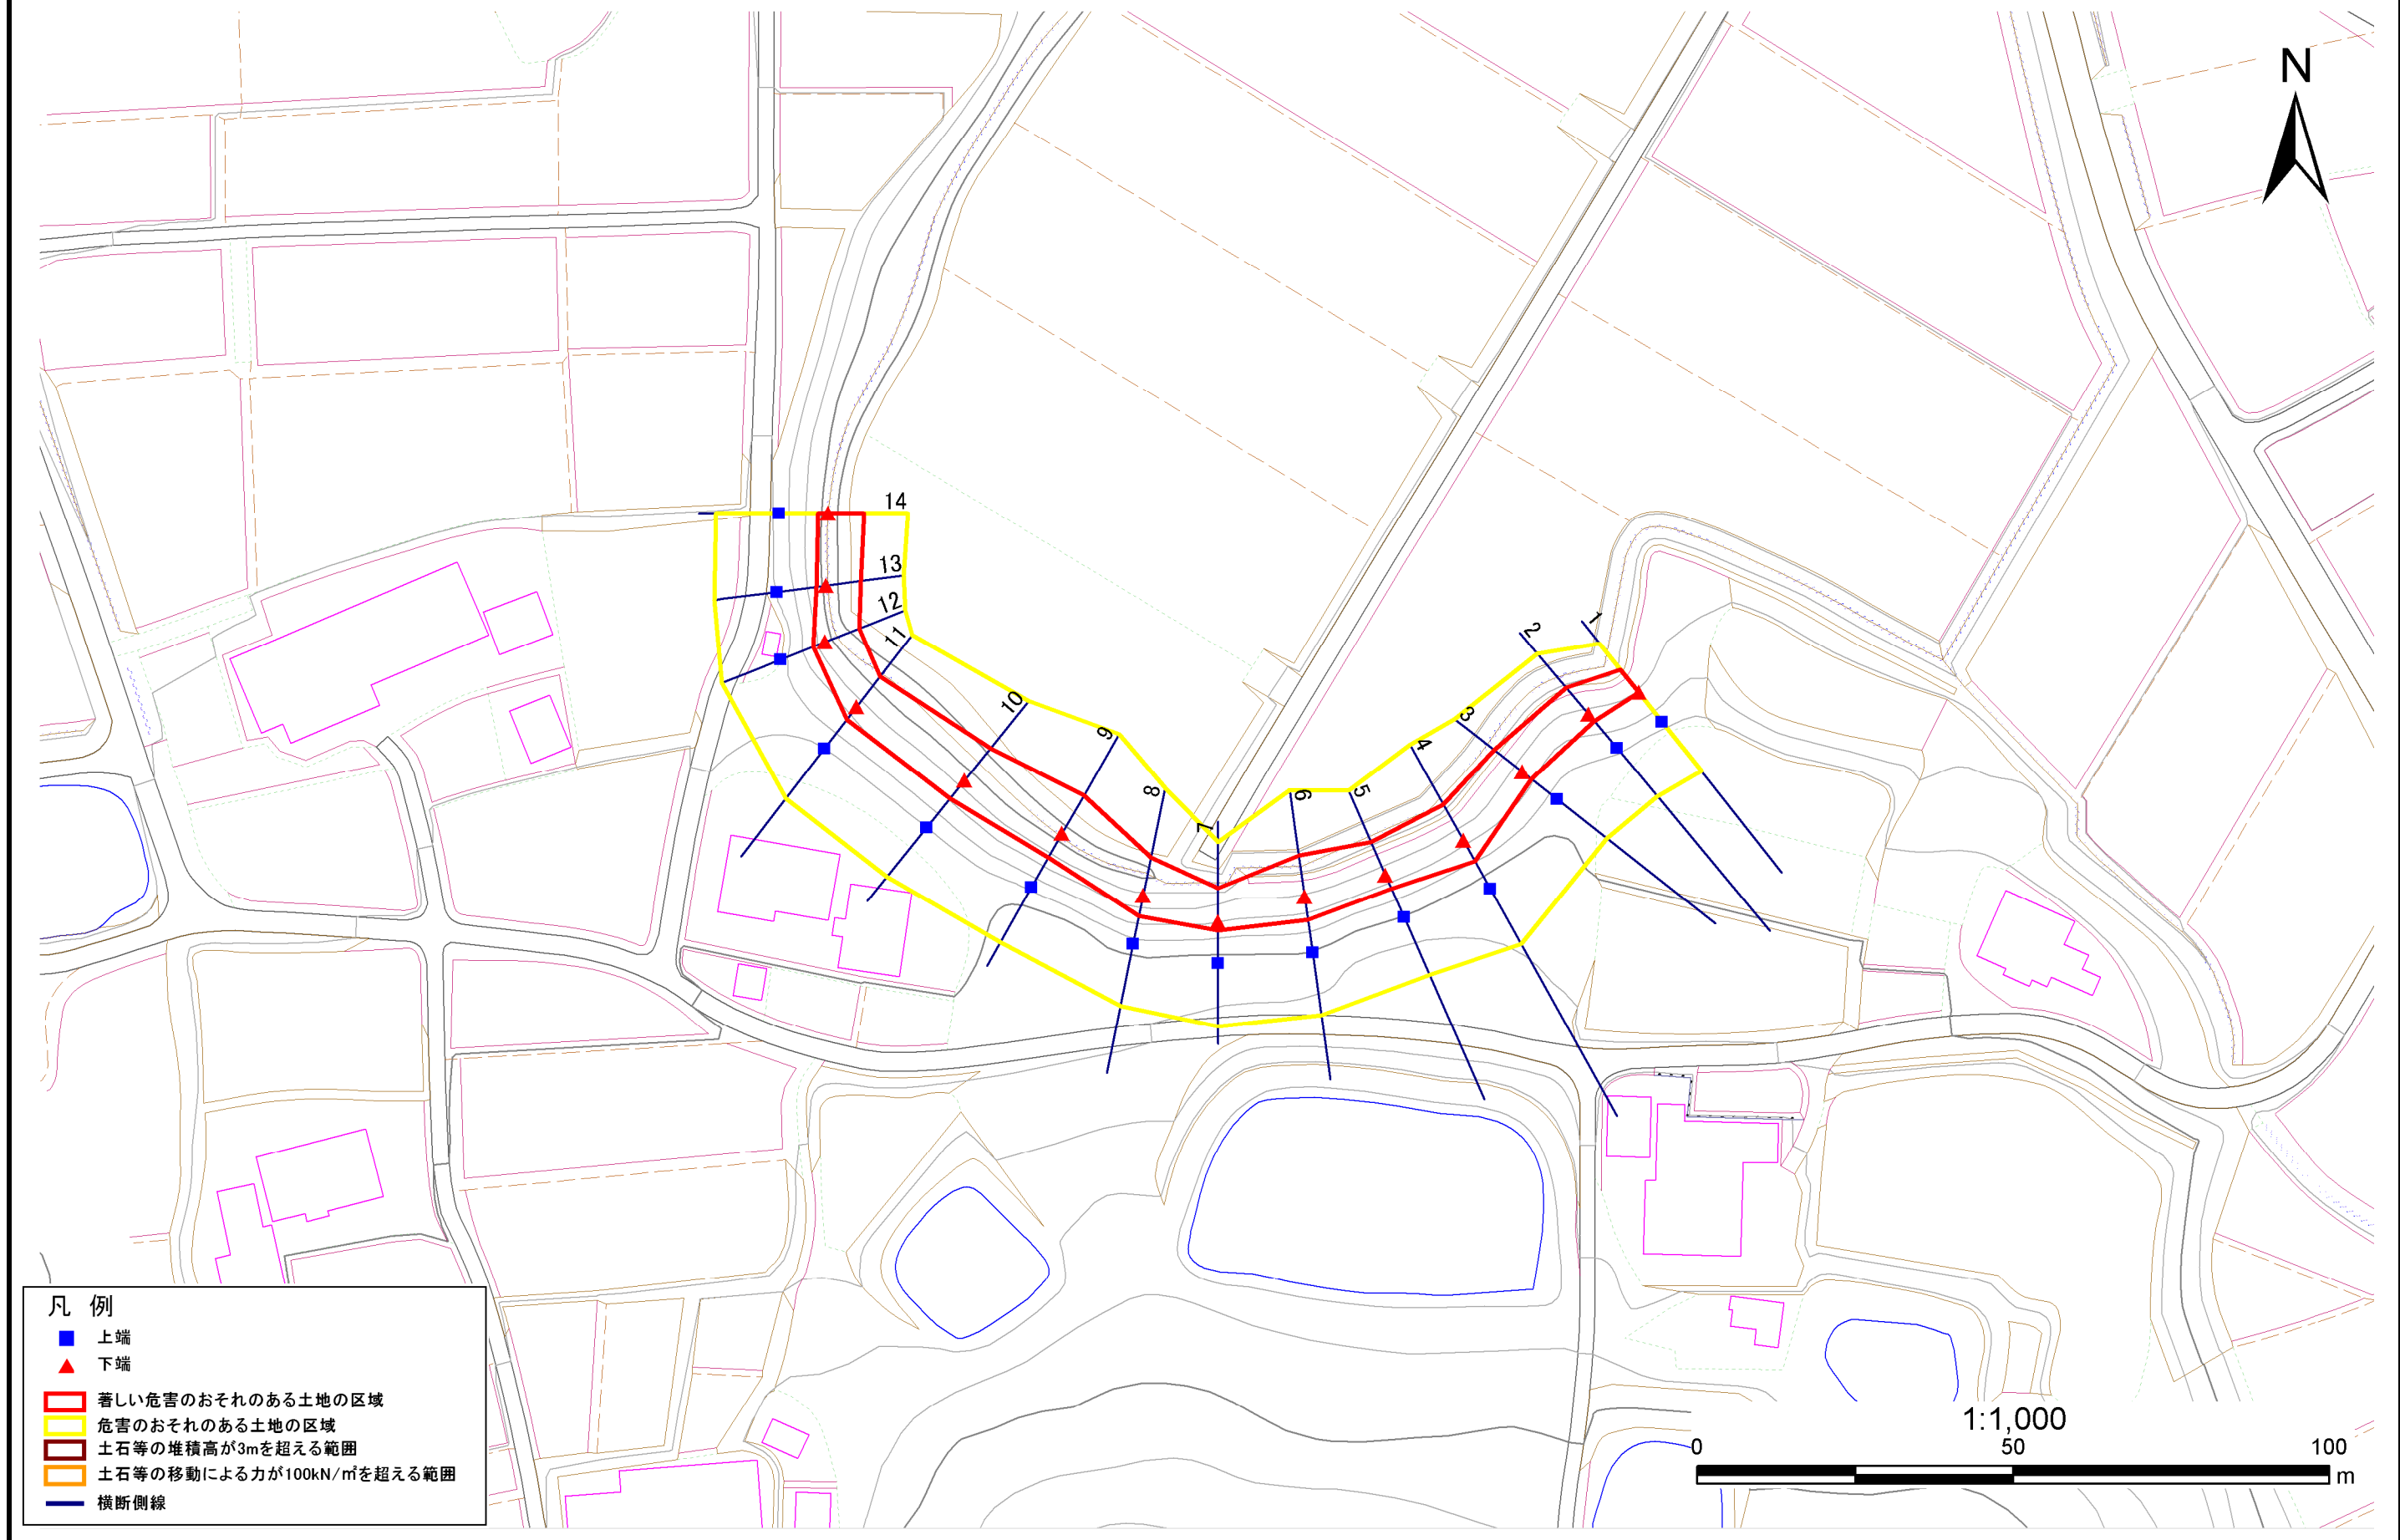 N
14
13
12
11
10
9
8
7
6
5
4
3
2
1
凡 例
上端
下端
著しい危害のおそれのある土地の区域
危害のおそれのある土地の区域
土石等の堆積高が3mを超える範囲
土石等の移動による力が100kN/㎡を超える範囲
横断側線
1:1,000
0 50 100
m